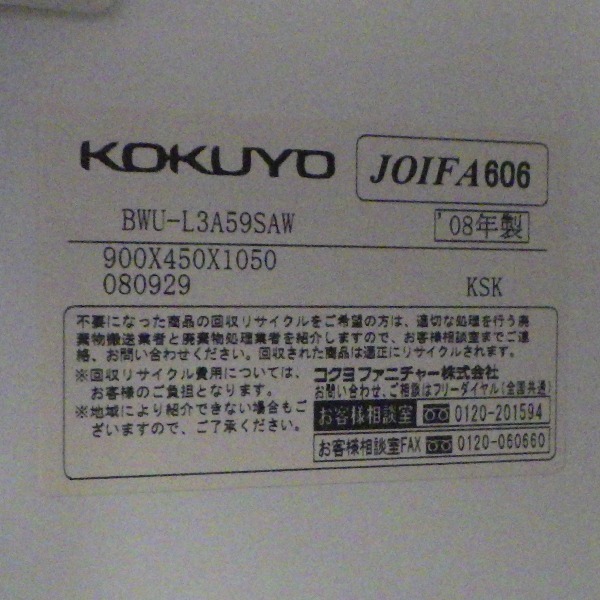 KOKUYO
JOIFA606
BWU-L3A59SAW
'08年製
900X450X1050
080929
KSK
不要になった商品の回収リサイクルをご希望の方は、適切な処理を行う廃
棄物搬送業者と廃棄物処理業者を紹介しますので、お客様相談室までご連
絡、お問い合わせください。回収された商品は適正にリサイクルされます。
※回収リサイクル費用については、
お客様のご負担となります。
※地域により紹介できない場合もご
ざいますので、ご了承ください。
コクヨファニチャー株式会社
お問い合わせ、ご相談はフリーダイヤル(全国共通)
お客様相談室 0120-201594
お客様相談室FAX 0120-060660